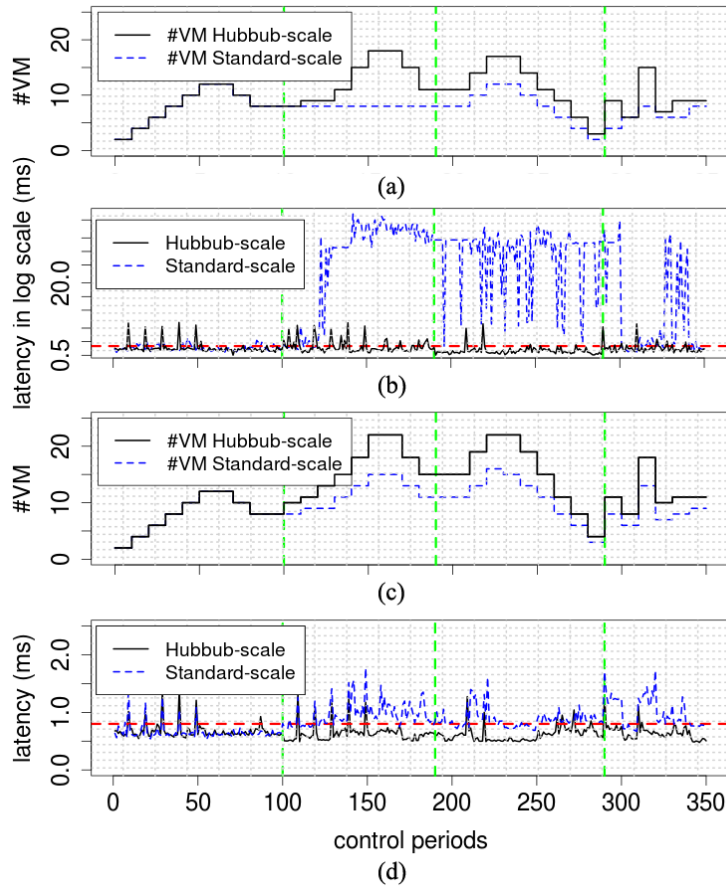 #VM
0 10 20
#VM Hubbub-scale
#VM Standard-scale
(a)
latency in log scale (ms)
0.5 20.0
Hubbub-scale
Standard-scale
(b)
#VM
0 10 20
#VM Hubbub-scale
#VM Standard-scale
(c)
latency (ms)
0.0 1.0 2.0
Hubbub-scale
Standard-scale
0 50 100 150 200 250 300 350
control periods
(d)